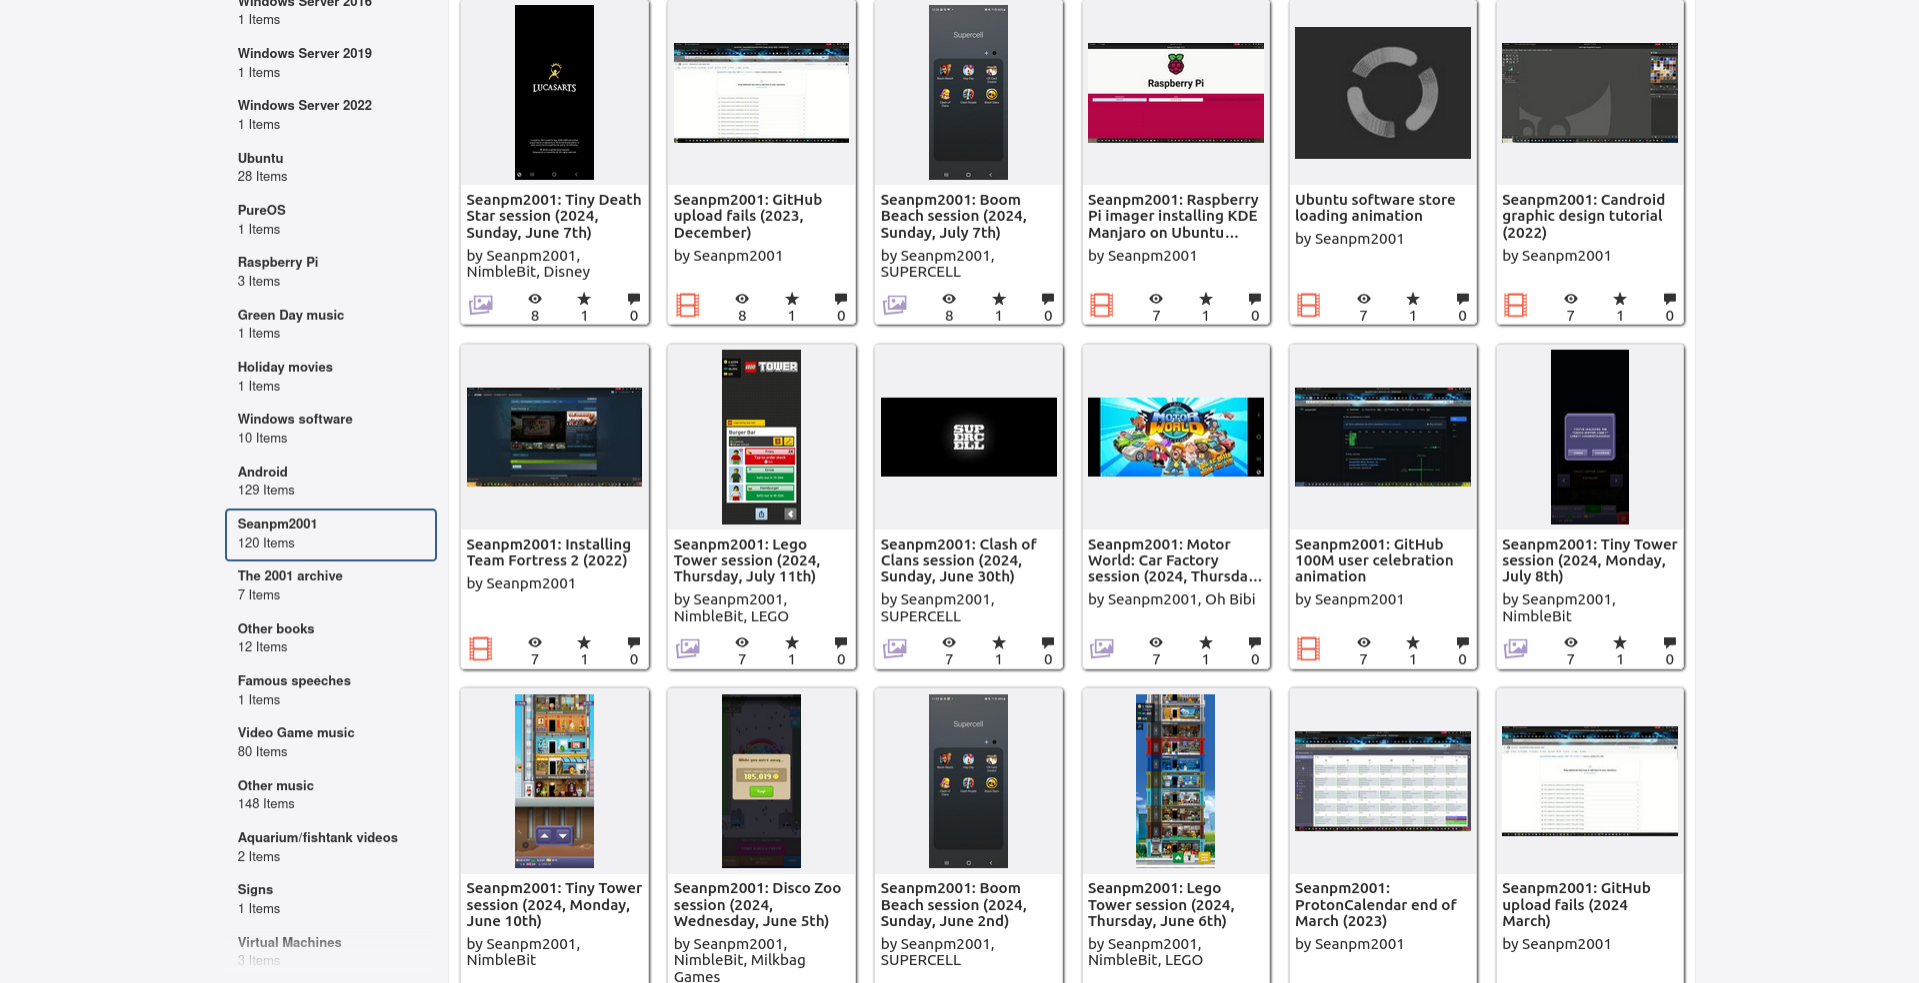 Windows Server 2016
1 Items
Windows Server 2019
1 Items
Windows Server 2022
1 Items
Ubuntu
28 Items
PureOS
1 Items
Raspberry Pi
3 Items
Green Day music
1 Items
Holiday movies
1 Items
Windows software
10 Items
Android
129 Items
Seanpm2001
120 Items
The 2001 archive
7 Items
Other books
12 Items
Famous speeches
1 Items
Video Game music
80 Items
Other music
148 Items
Aquarium/fishtank videos
2 Items
Signs
1 Items
Virtual Machines
3 Items
LUCASARTS
Seanpm2001: Tiny Death
Star session (2024,
Sunday, June 7th)
by Seanpm2001,
NimbleBit, Disney
8
1
0
Seanpm2001: GitHub
upload fails (2023,
December)
by Seanpm2001
8
1
0
Supercell
Seanpm2001: Boom
Beach session (2024,
Sunday, July 7th)
by Seanpm2001,
SUPERCELL
8
1
0
Raspberry Pi
Seanpm2001: Raspberry
Pi imager installing KDE
Manjaro on Ubuntu...
by Seanpm2001
7
1
0
Ubuntu software store
loading animation
by Seanpm2001
7
1
0
Seanpm2001: Candroid
graphic design tutorial
(2022)
by Seanpm2001
7
1
0
Seanpm2001: Installing
Team Fortress 2 (2022)
by Seanpm2001
7
1
0
LEGO TOWER
Burger Bar
Seanpm2001: Lego
Tower session (2024,
Thursday, July 11th)
by Seanpm2001,
NimbleBit, LEGO
7
1
0
SUP
ERC
ELL
Seanpm2001: Clash of
Clans session (2024,
Sunday, June 30th)
by Seanpm2001,
SUPERCELL
7
1
0
MOTOR
WORLD
Seanpm2001: Motor
World: Car Factory
session (2024, Thursda...
by Seanpm2001, Oh Bibi
7
1
0
Seanpm2001: GitHub
100M user celebration
animation
by Seanpm2001
7
1
0
Seanpm2001: Tiny Tower
session (2024, Monday,
July 8th)
by Seanpm2001,
NimbleBit
7
1
0
Seanpm2001: Tiny Tower
session (2024, Monday,
June 10th)
by Seanpm2001,
NimbleBit
While you were away...
105,019
Seanpm2001: Disco Zoo
session (2024,
Wednesday, June 5th)
by Seanpm2001,
NimbleBit, Milkbag
Games
Supercell
Seanpm2001: Boom
Beach session (2024,
Sunday, June 2nd)
by Seanpm2001,
SUPERCELL
Seanpm2001: Lego
Tower session (2024,
Thursday, June 6th)
by Seanpm2001,
NimbleBit, LEGO
Seanpm2001:
ProtonCalendar end of
March (2023)
by Seanpm2001
Seanpm2001: GitHub
upload fails (2024
March)
by Seanpm2001